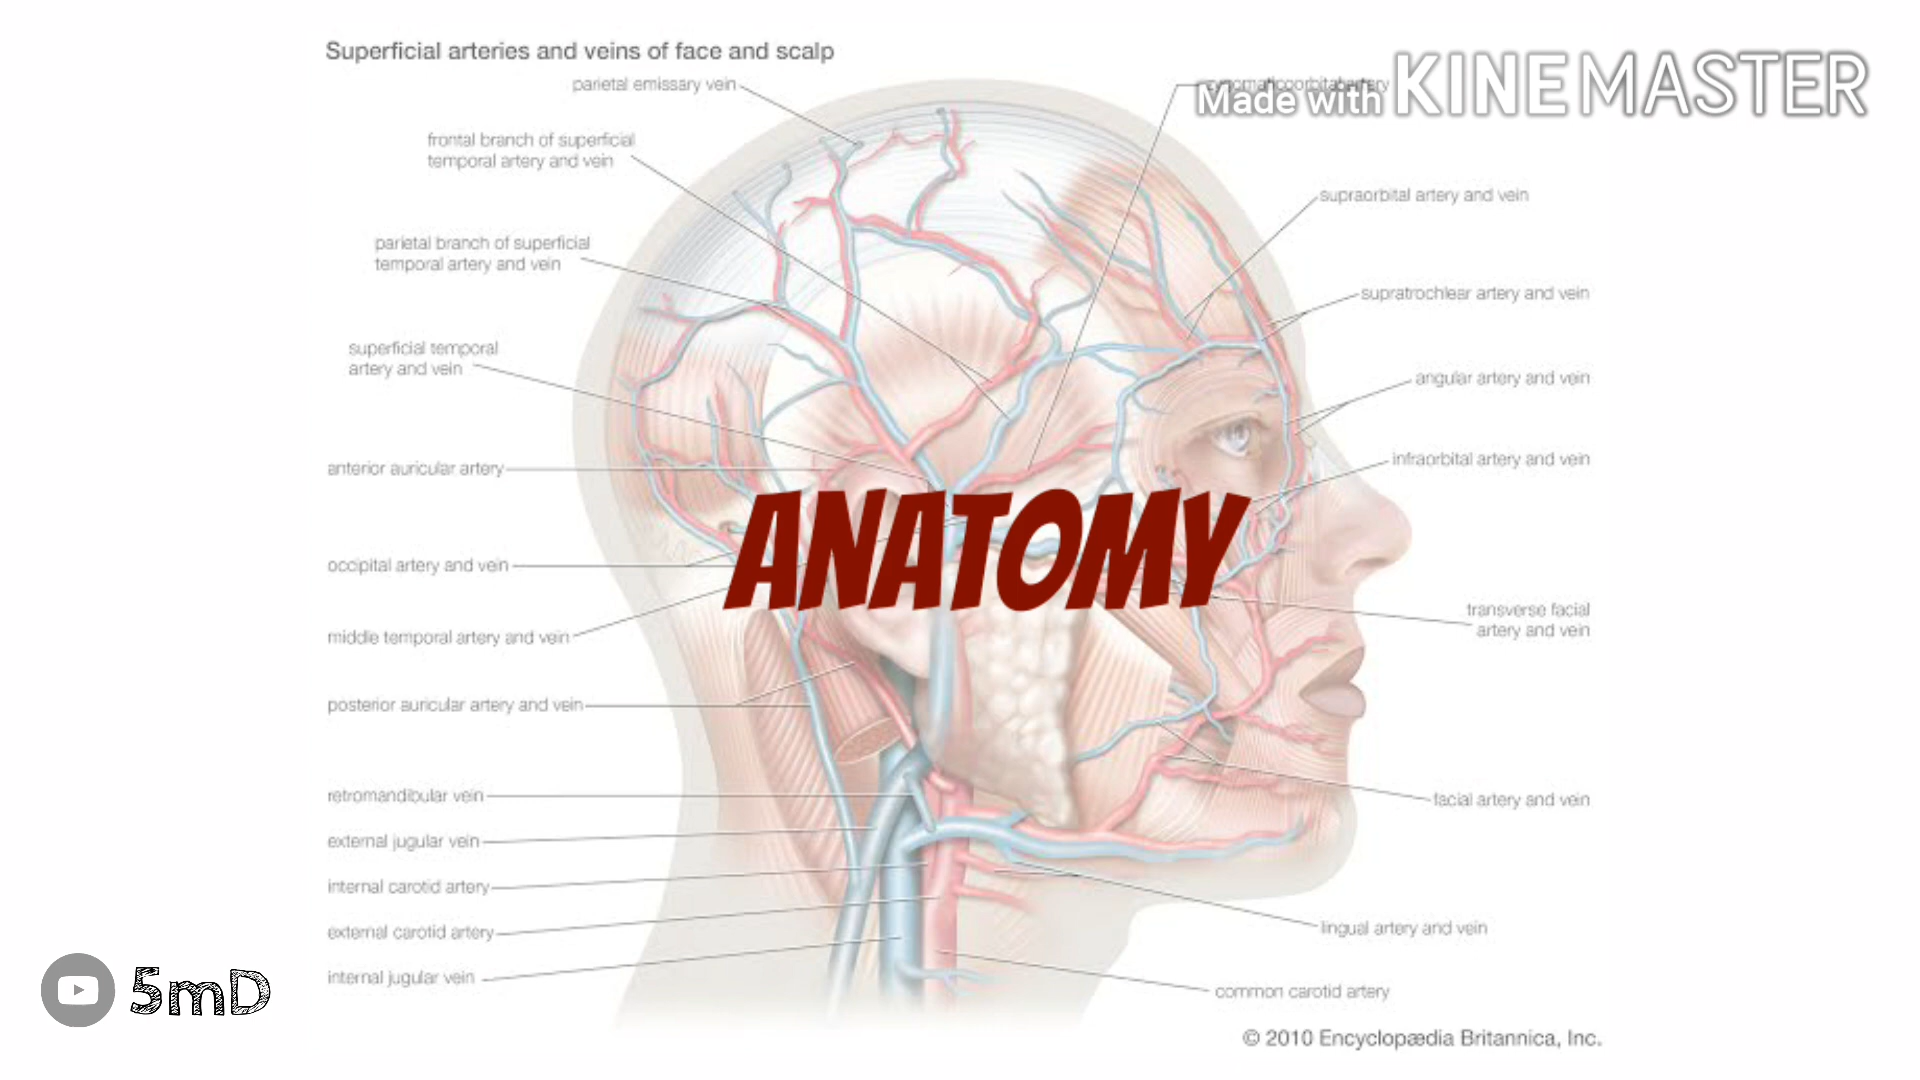 Superficial arteries and veins of face and scalp
parietal emissary vein
Made with KINEMASTER
frontal branch of superficial
temporal artery and vein
supraorbital artery and vein
parietal branch of superficial
temporal artery and vein
supratrochlear artery and vein
superficial temporal
artery and vein
angular artery and vein
anterior auricular artery
infraorbital artery and vein
ANATOMY
occipital artery and vein
transverse facial
artery and vein
middle temporal artery and vein
posterior auricular artery and vein
retromandibular vein
facial artery and vein
external jugular vein
internal carotid artery
external carotid artery
lingual artery and vein
internal jugular vein
common carotid artery
5mD
© 2010 Encyclopædia Britannica, Inc.